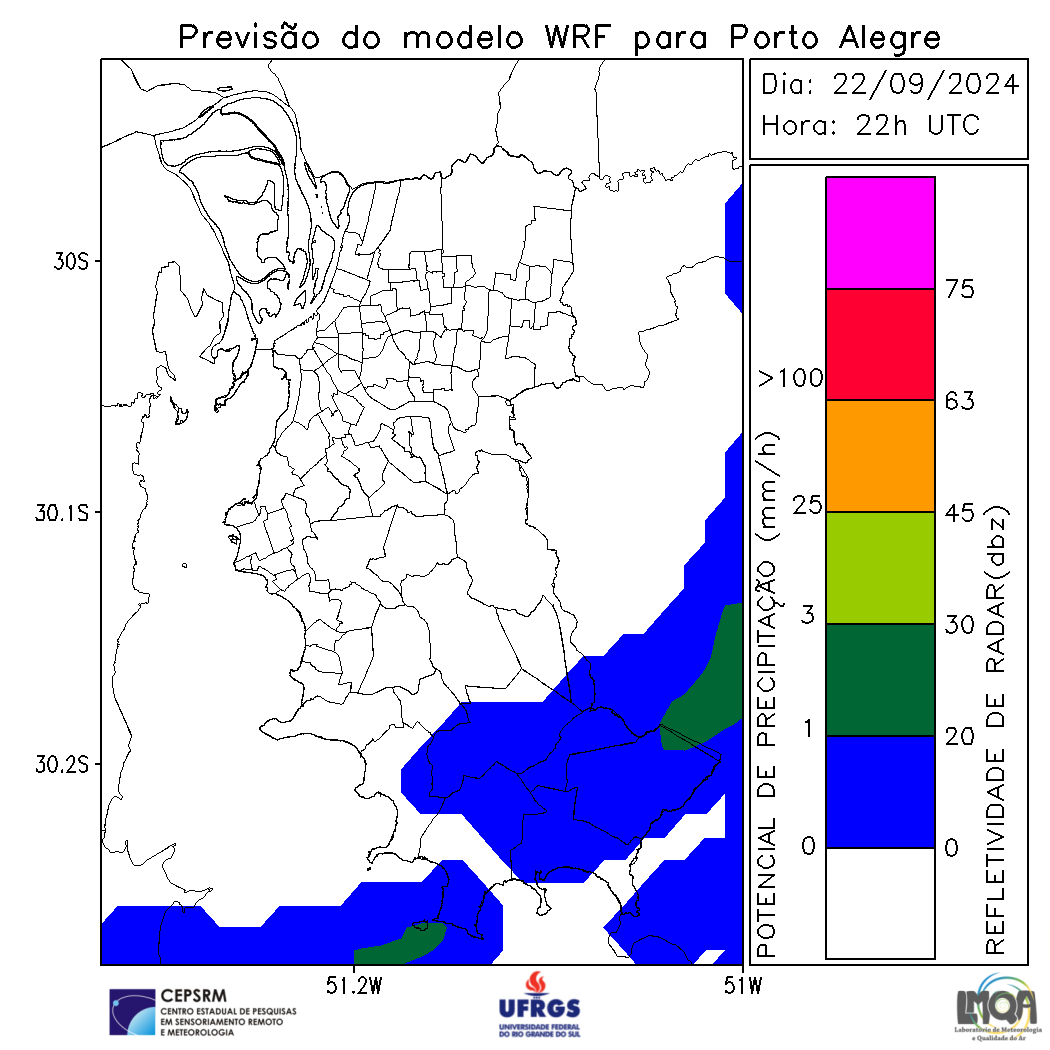 Previsão do modelo WRF para Porto Alegre
Dia: 22/09/2024
Hora: 22h UTC
30S
30.1S
30.2S
51.2W
51W
POTENCIAL DE PRECIPITAÇÃO (mm/h)
>100
25
3
1
0
75
63
45
30
20
0
REFLETIVIDADE DE RADAR(dbz)
CEPSRM
CENTRO ESTADUAL DE PESQUISAS
EM SENSORIAMENTO REMOTO
E METEOROLOGIA
UFRGS
UNIVERSIDADE FEDERAL
DO RIO GRANDE DO SUL
LMQA
Laboratório de Meteorologia
e Qualidade do Ar